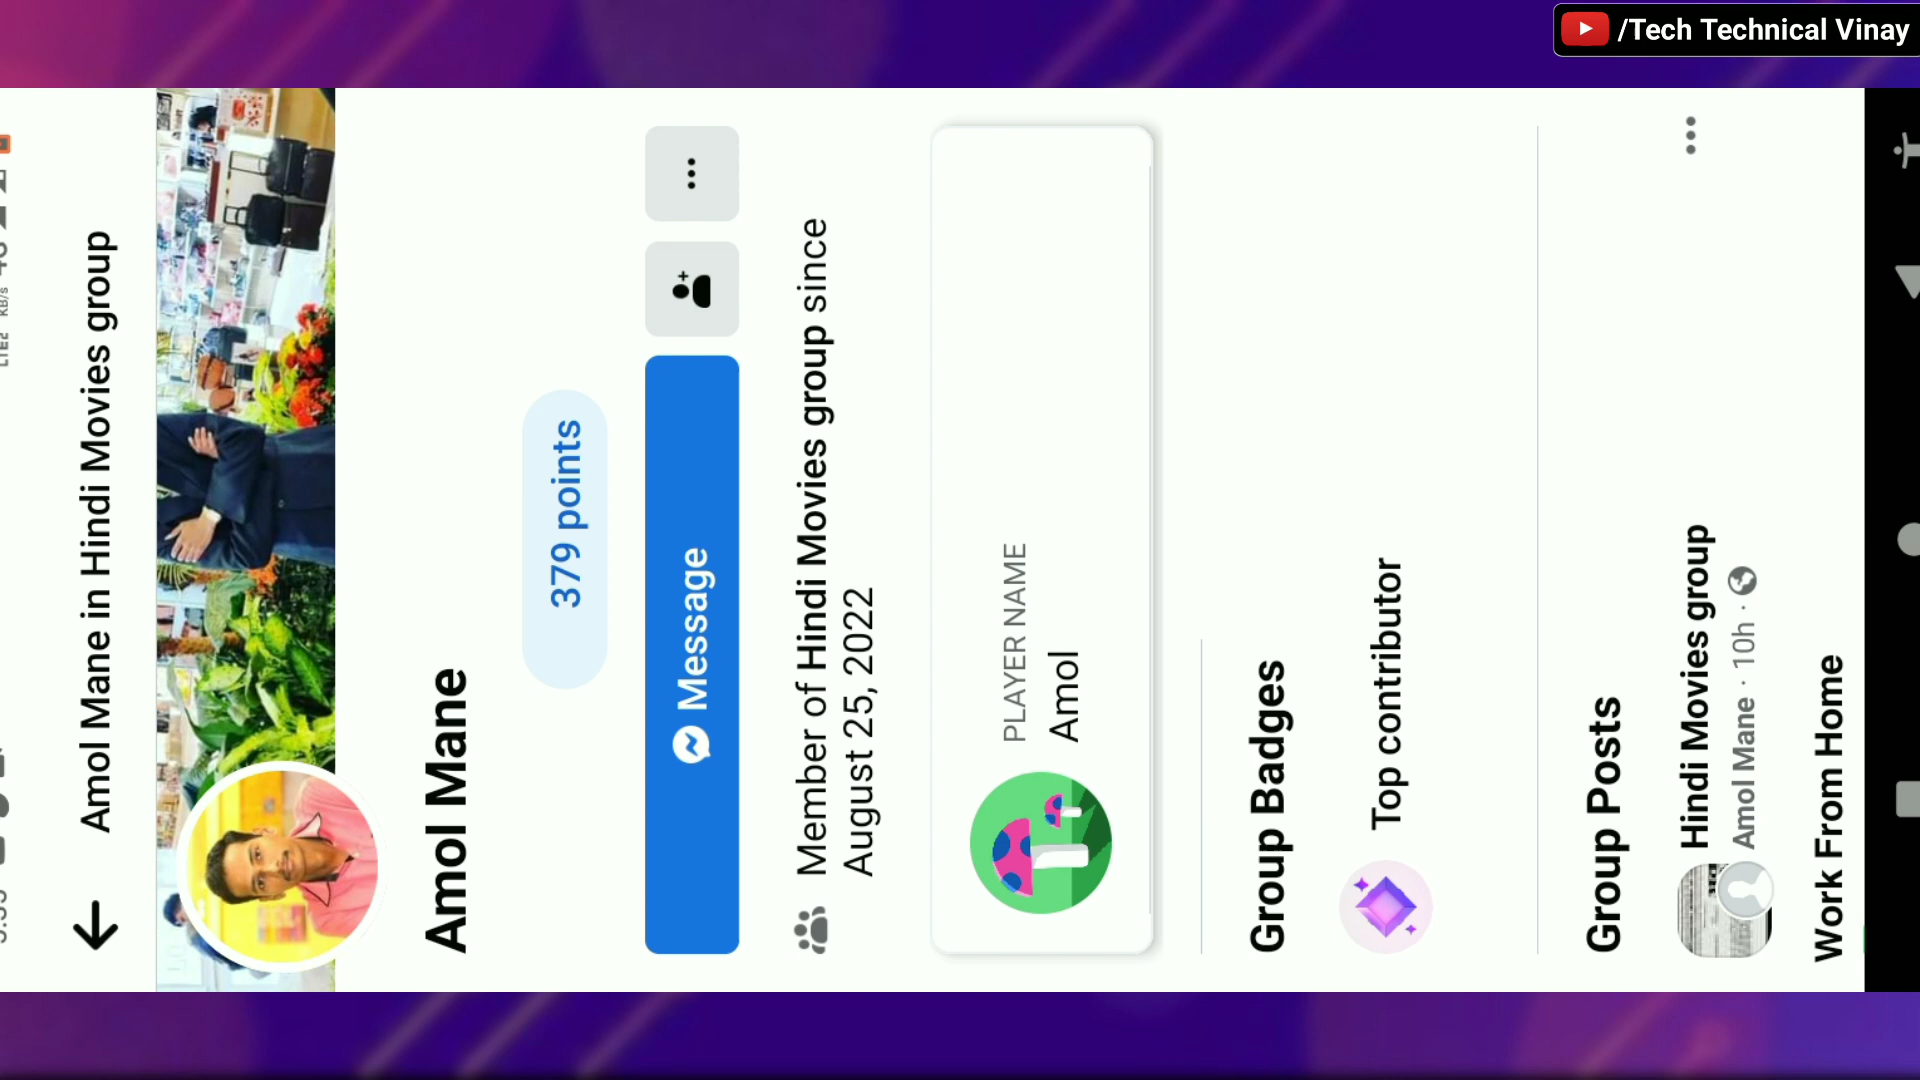 /Tech Technical Vinay
Amol Mane in Hindi Movies group
Amol Mane
379 points
Message
Member of Hindi Movies group since
August 25, 2022
PLAYER NAME
Amol
Group Badges
Top contributor
Group Posts
Hindi Movies group
Amol Mane · 10h ·
Work From Home